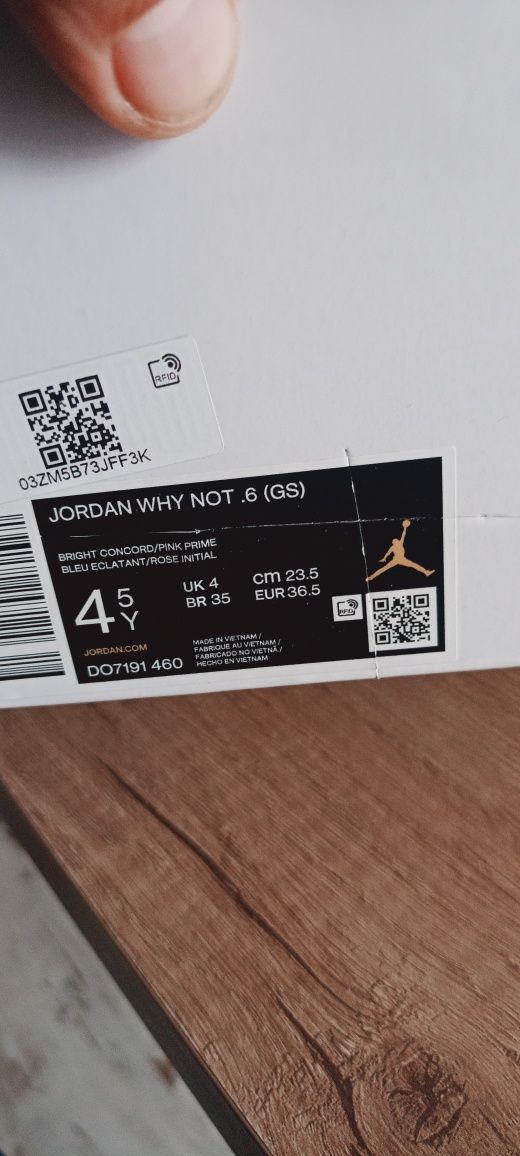 RFID
03ZM5B73JFF3K
JORDAN WHY NOT .6 (GS)
BRIGHT CONCORD/PINK PRIME
BLEU ECLATANT/ROSE INITIAL
4 5 Y
UK 4
BR 35
cm 23.5
EUR 36.5
RFID
JORDAN.COM
DO7191 460
MADE IN VIETNAM /
FABRIQUE AU VIETNAM /
FABRICADO NO VIETNÃ /
HECHO EN VIETNAM